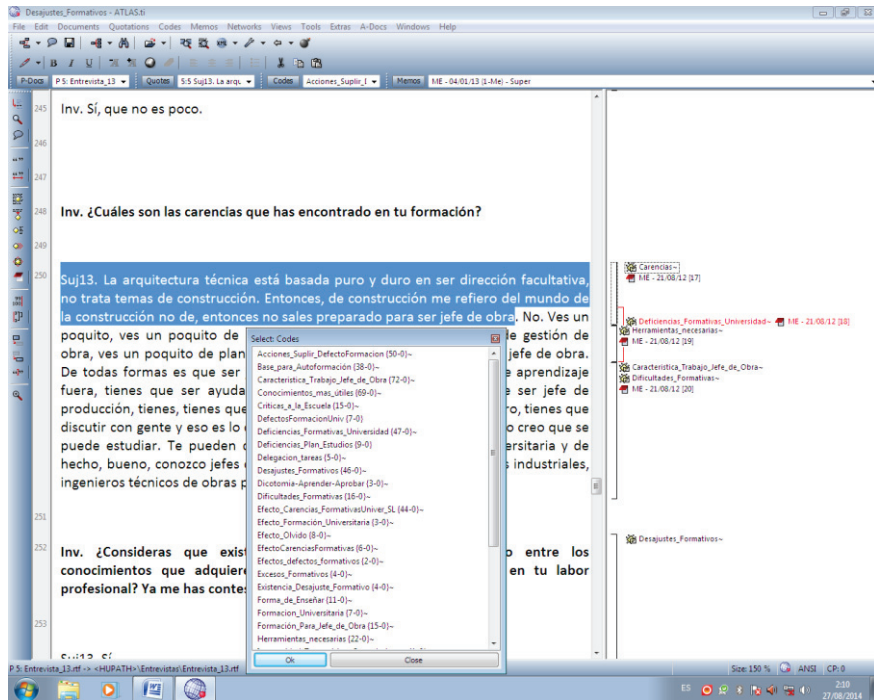 Desajustes_Formativos - ATLAS.ti
File Edit Documents Quotations Codes Memos Networks Views Tools Extras A-Docs Windows Help
B I U
P-Docs P 5: Entrevista_13 Quotes 5:5 Suj13. La arqu. Codes Acciones_Suplir_I Memos ME - 04/01/13 [1-Me] - Super
245 Inv. Sí, que no es poco.
246
247
248 Inv. ¿Cuáles son las carencias que has encontrado en tu formación?
249
250 Suj13. La arquitectura técnica está basada puro y duro en ser dirección facultativa,
no trata temas de construcción. Entonces, de construcción me refiero del mundo de
la construcción no de, entonces no sales preparado para ser jefe de obra. No. Ves un
poquito, ves un poquito de
de gestión de
obra, ves un poquito de plan
jefe de obra.
De todas formas es que ser
e aprendizaje
fuera, tienes que ser ayuda
e ser jefe de
producción, tienes, tienes que
ro, tienes que
discutir con gente y eso es lo
o creo que se
puede estudiar. Te pueden
ersitaria y de
hecho, bueno, conozco jefes
s industriales,
ingenieros técnicos de obras p
251
252 Inv. ¿Consideras que exist
o entre los
conocimientos que adquiere
en tu labor
profesional? Ya me has contes
253
Suj13. Sí
Select: Codes
Acciones_Suplir_DefectoFormacion {50-0}~
Base_para_Autoformación {38-0}~
Caracteristica_Trabajo_Jefe_de_Obra {72-0}~
Conocimientos_mas_útiles {69-0}~
Criticas_a_la_Escuela {15-0}~
DefectosFormacionUniv {7-0}
Deficiencias_Formativas_Universidad {47-0}~
Deficiencias_Plan_Estudios {9-0}
Delegacion_tareas {5-0}~
Desajustes_Formativos {46-0}~
Dicotomia-Aprender-Aprobar {3-0}~
Dificultades_Formativas {16-0}~
Efecto_Carencias_FormativasUniver_SL {44-0}~
Efecto_Formación_Universitaria {3-0}~
Efecto_Olvido {8-0}~
EfectoCarenciasFormativas {6-0}~
Efectos_defectos_formativos {2-0}~
Excesos_Formativos {4-0}~
Existencia_Desajuste_Formativo {4-0}~
Forma_de_Enseñar {11-0}~
Formacion_Universitaria {7-0}~
Formación_Para_Jefe_de_Obra {15-0}~
Herramientas_necesarias {22-0}~
Ok Close
Carencias~
ME - 21/08/12 [17]
Deficiencias_Formativas_Universidad~ ME - 21/08/12 [18]
Herramientas_necesarias~
ME - 21/08/12 [19]
Caracteristica_Trabajo_Jefe_de_Obra~
Dificultades_Formativas~
ME - 21/08/12 [20]
Desajustes_Formativos~
P 5: Entrevista_13.rtf -> <HUPATH>\Entrevistas\Entrevista_13.rtf
Size: 150 % ANSI CP: 0
ES 2:10
27/08/2014